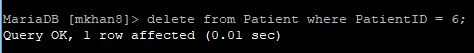 MariaDB [mkhan8]> delete from Patient where PatientID = 6;
Query OK, 1 row affected (0.01 sec)